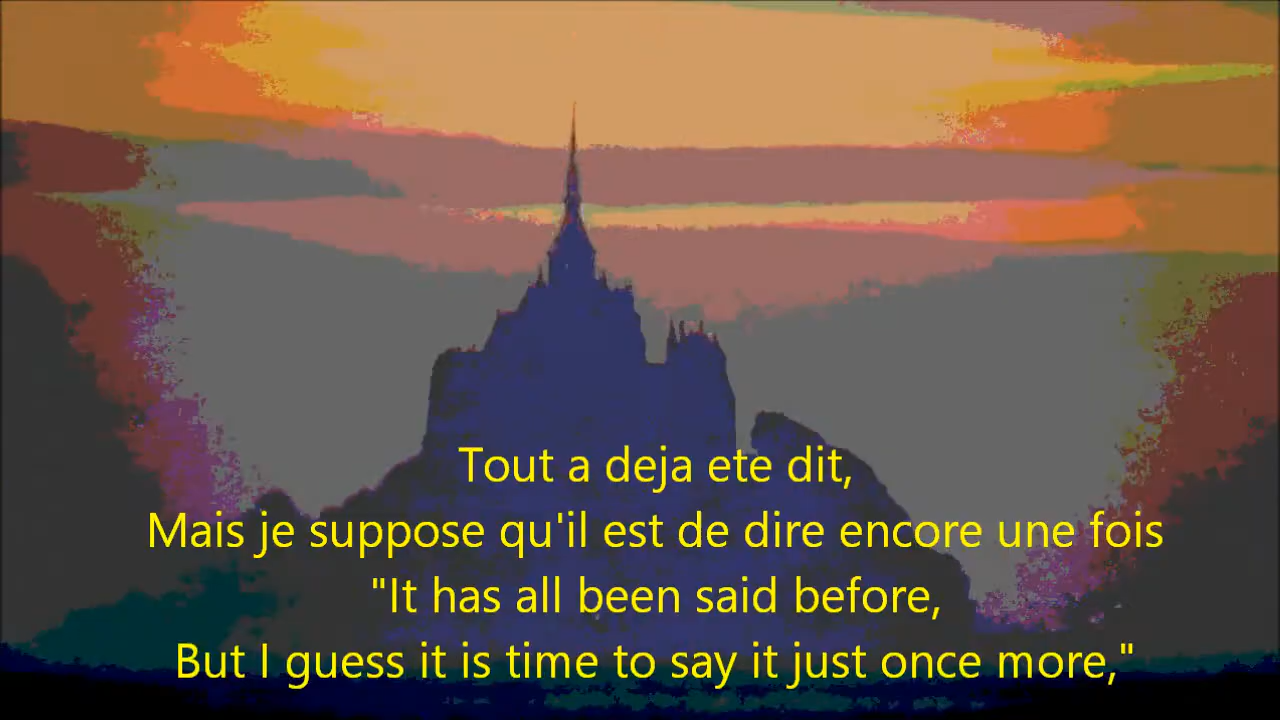 Tout a deja ete dit,
Mais je suppose qu'il est de dire encore une fois
"It has all been said before,
But I guess it is time to say it just once more,"